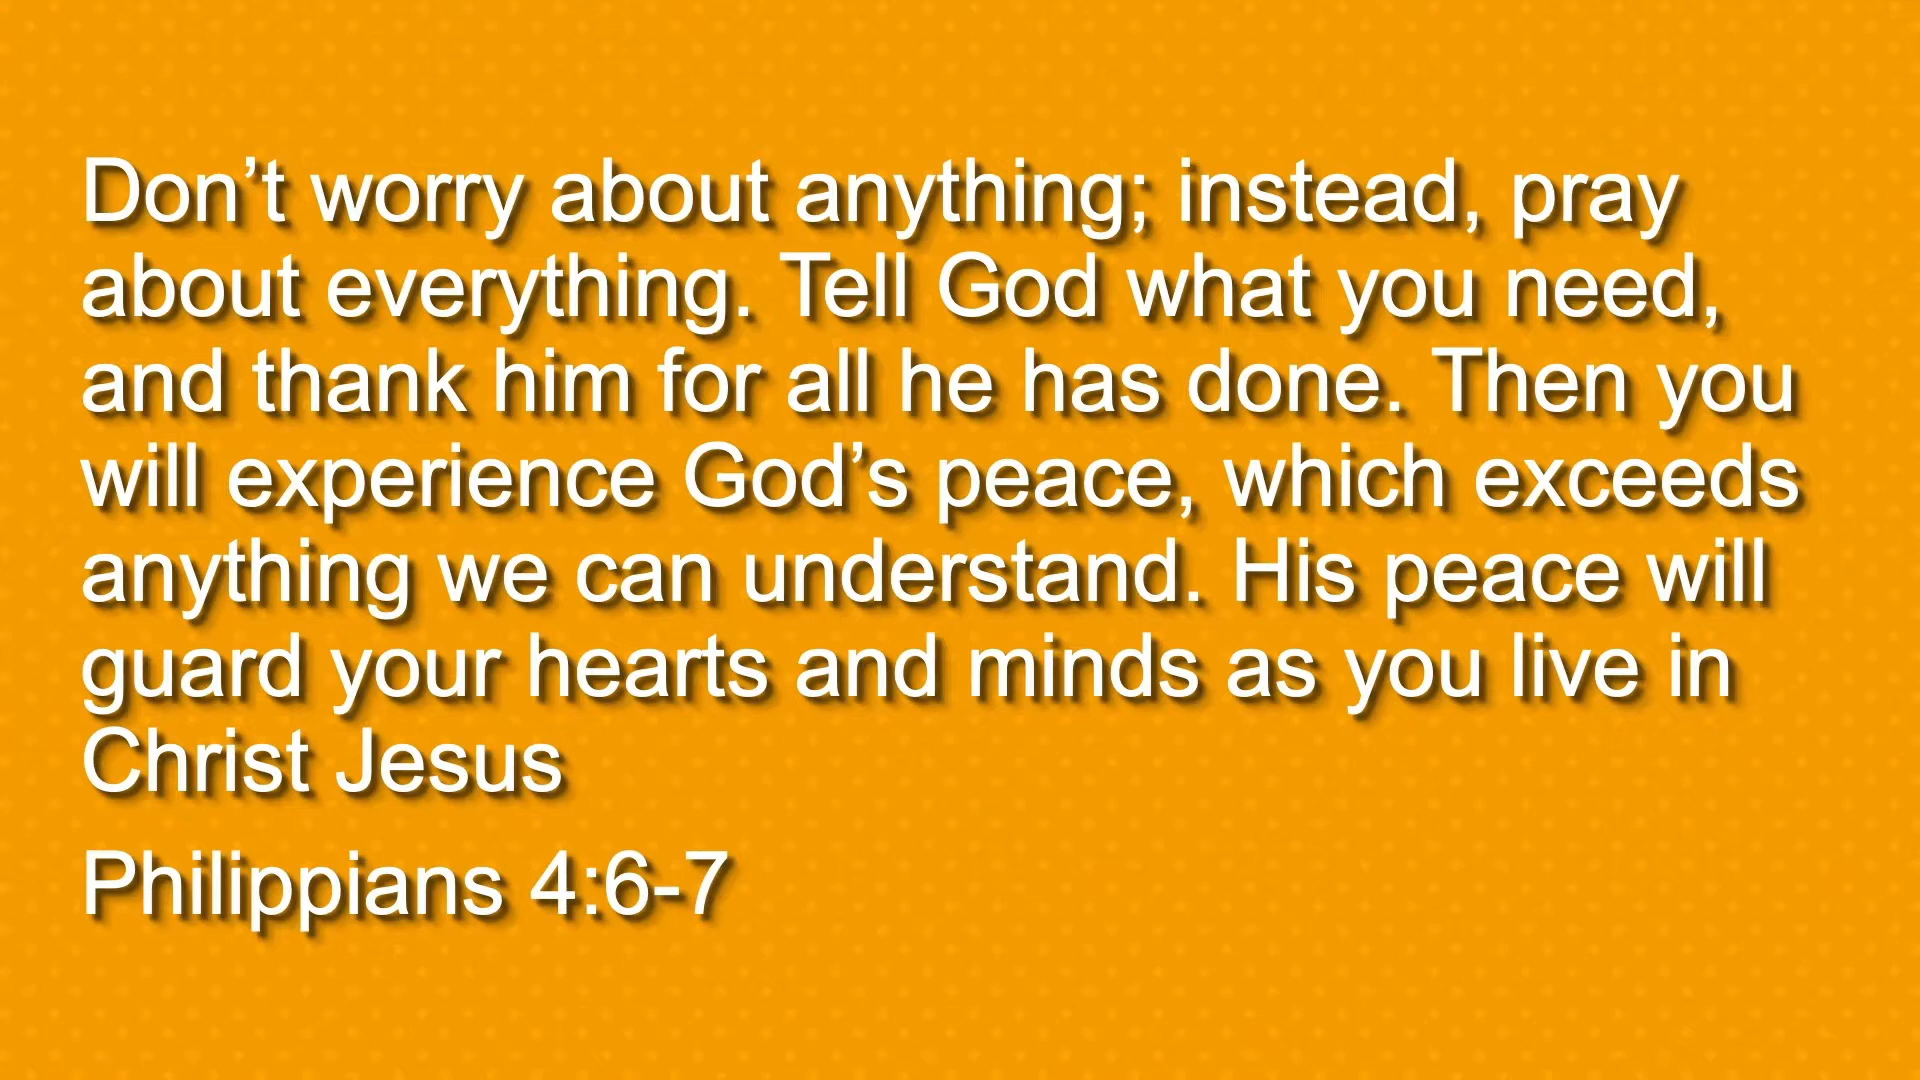 Don’t worry about anything; instead, pray
about everything. Tell God what you need,
and thank him for all he has done. Then you
will experience God’s peace, which exceeds
anything we can understand. His peace will
guard your hearts and minds as you live in
Christ Jesus
Philippians 4:6-7